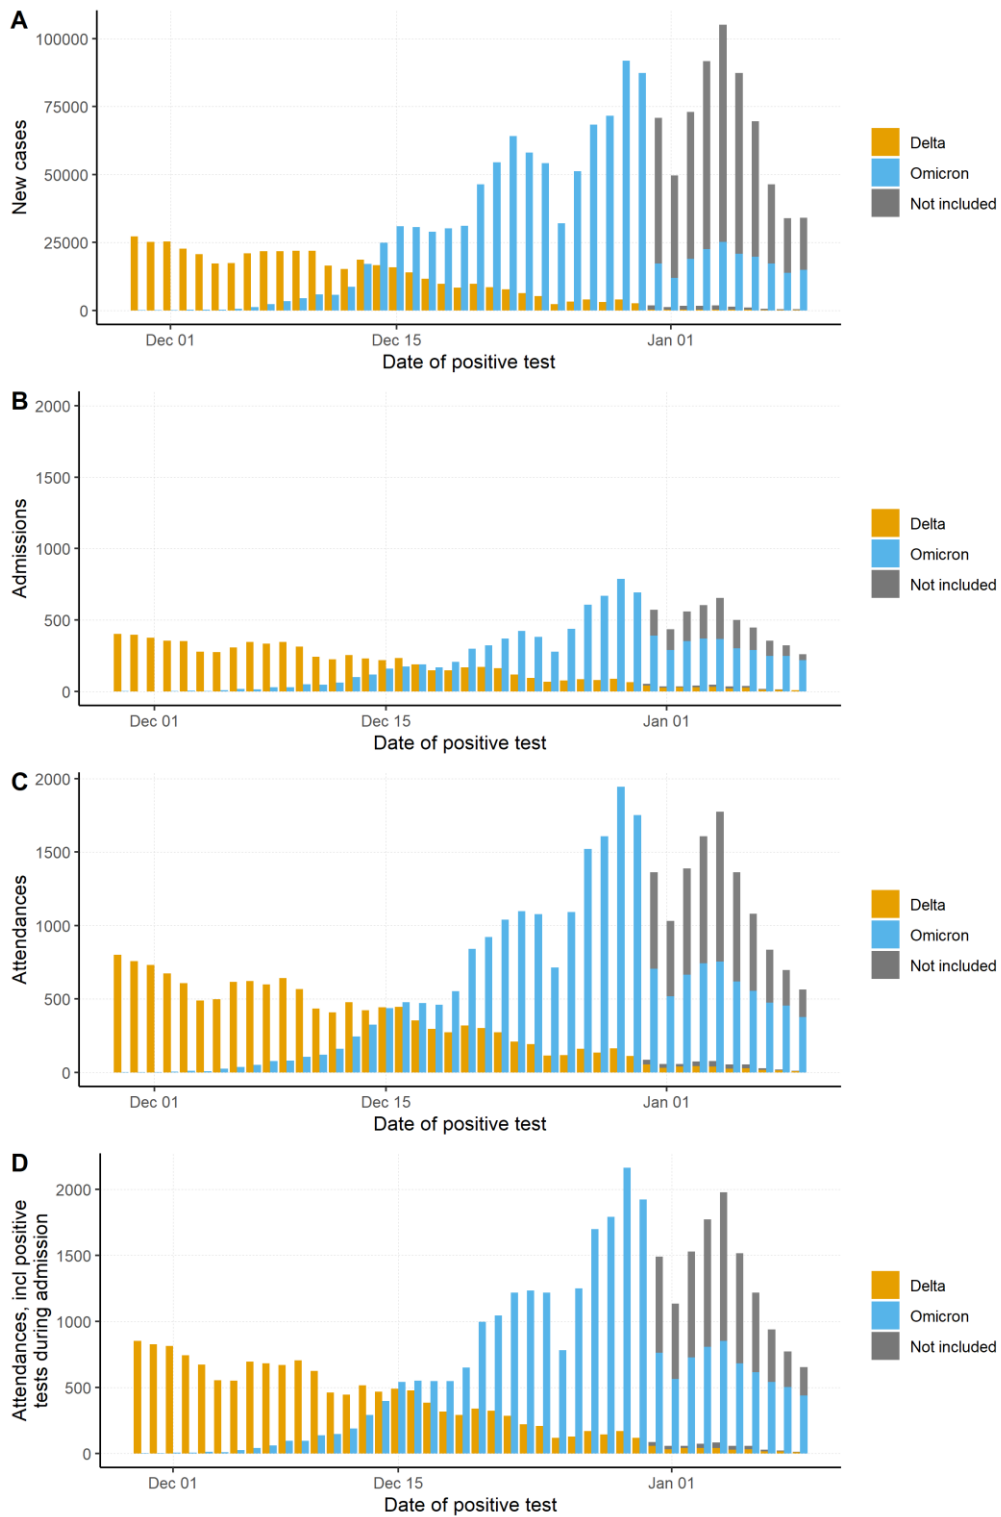 A
New cases
100000
75000
50000
25000
0
Dec 01 Dec 15 Jan 01
Date of positive test
Delta
Omicron
Not included
B
Admissions
2000
1500
1000
500
0
Dec 01 Dec 15 Jan 01
Date of positive test
Delta
Omicron
Not included
C
Attendances
2000
1500
1000
500
0
Dec 01 Dec 15 Jan 01
Date of positive test
Delta
Omicron
Not included
D
Attendances, incl positive
tests during admission
2000
1500
1000
500
0
Dec 01 Dec 15 Jan 01
Date of positive test
Delta
Omicron
Not included